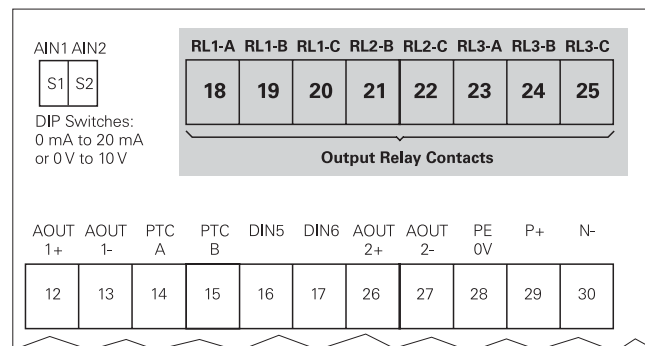 AIN1 AIN2
S1 S2
DIP Switches:
0 mA to 20 mA
or 0 V to 10 V
RL1-A RL1-B RL1-C RL2-B RL2-C RL3-A RL3-B RL3-C
18 19 20 21 22 23 24 25
Output Relay Contacts
AOUT AOUT PTC PTC DIN5 DIN6 AOUT AOUT PE P+ N-
1+ 1- A B 2+ 2- 0V
12 13 14 15 16 17 26 27 28 29 30